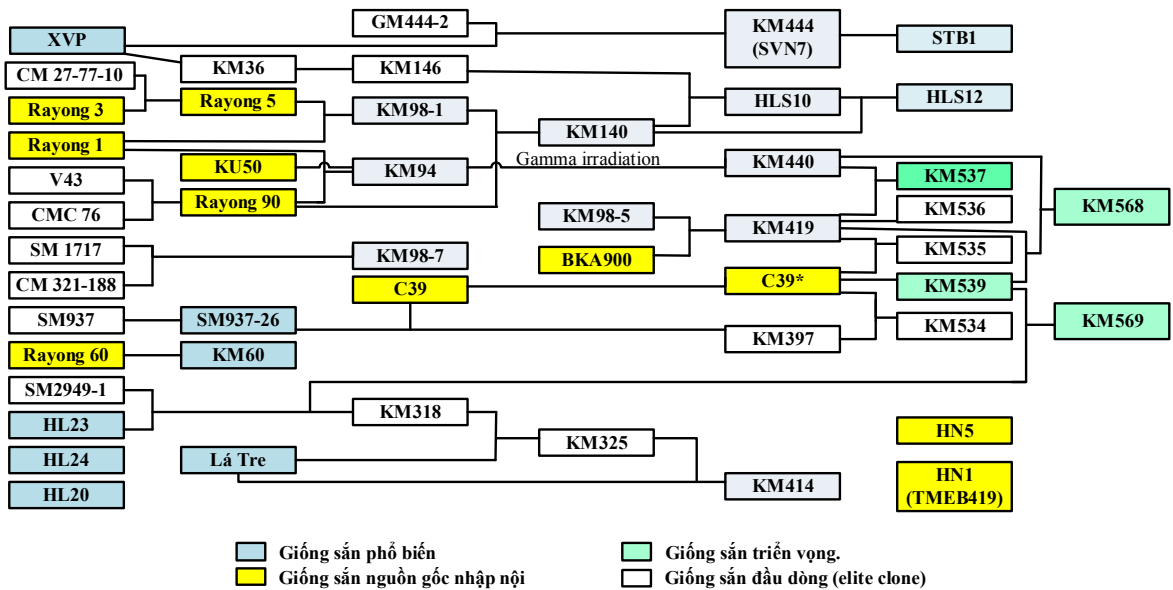 GM444-2
XVP
KM444
(SVN7)
STB1
CM 27-77-10
KM36
KM146
Rayong 3
Rayong 5
KM98-1
HLS10
HLS12
Rayong 1
KM140
KU50
KM94
Gamma irradiation
KM440
V43
Rayong 90
KM537
CMC 76
KM98-5
KM419
KM536
KM568
SM 1717
KM98-7
BKA900
KM535
CM 321-188
C39
C39*
KM539
SM937
SM937-26
KM397
KM534
KM569
Rayong 60
KM60
SM2949-1
KM318
HL23
KM325
HN5
HL24
Lá Tre
KM414
HN1
(TMEB419)
HL20
Giống sắn phổ biến
Giống sắn triển vọng.
Giống sắn nguồn gốc nhập nội
Giống sắn đầu dòng (elite clone)